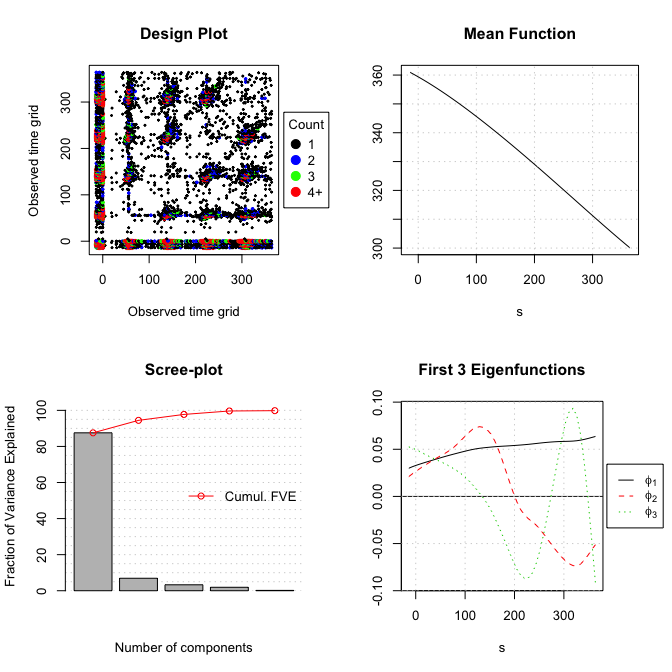 Design Plot
Observed time grid
300
200
100
0
0 100 200 300
Observed time grid
Count
1
2
3
4+
Mean Function
360
340
320
300
0 100 200 300
s
Scree-plot
Fraction of Variance Explained
100
80
60
40
20
0
Cumul. FVE
Number of components
First 3 Eigenfunctions
0.10
0.05
0.00
-0.05
-0.10
0 100 200 300
s
ϕ1
ϕ2
ϕ3